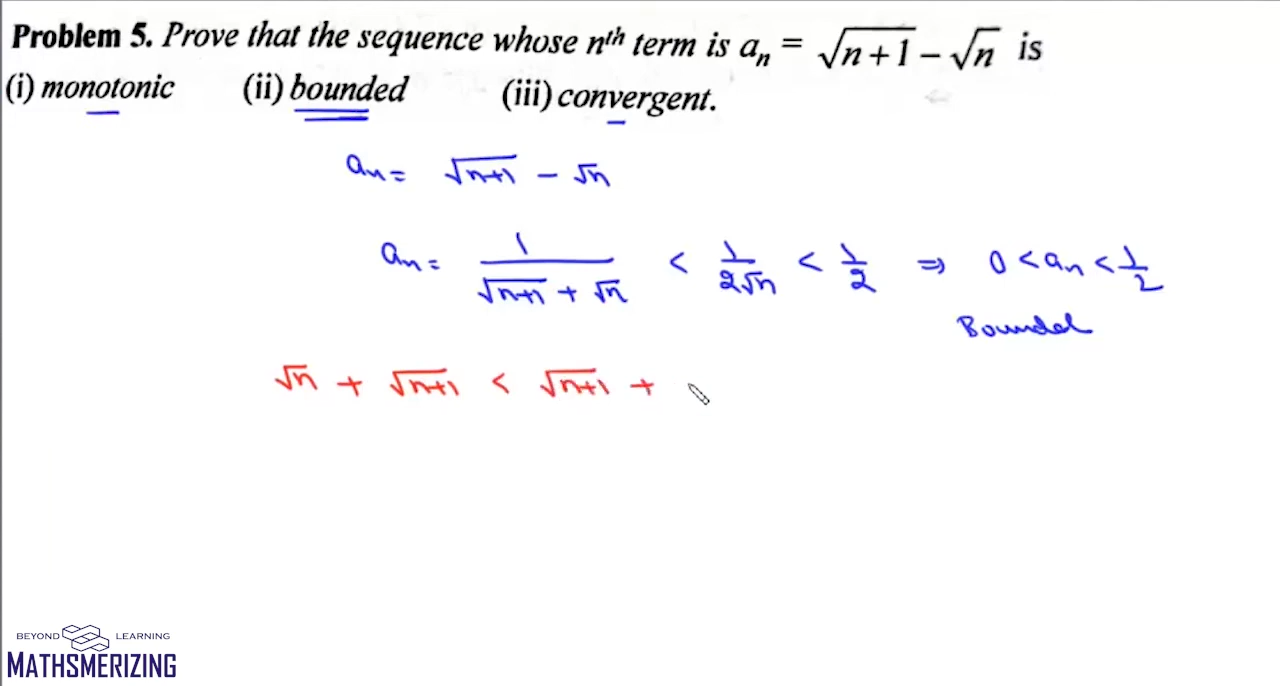 Problem 5. Prove that the sequence whose nth term is aₙ = √(n+1) − √n is
(i) monotonic (ii) bounded (iii) convergent.
aₙ = √(n+1) − √n
aₙ = 1/(√(n+1) + √n) < 1/(2√n) < 1/2 ⇒ 0 < aₙ < 1/2
Bounded
√n + √(n+1) < √(n+1) +
BEYOND LEARNING
MATHSMERIZING